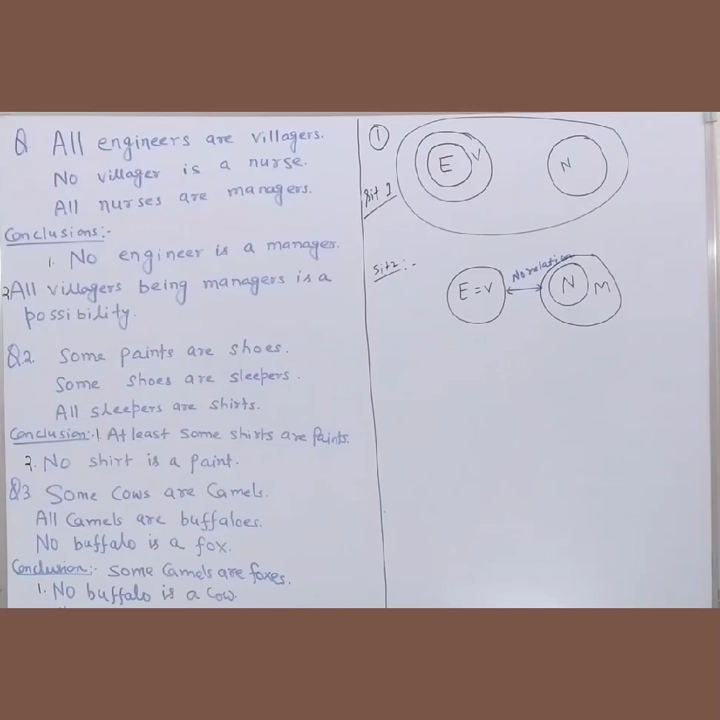 Q All engineers are villagers.
No villager is a nurse.
All nurses are managers.
Conclusions:-
1. No engineer is a manager.
2. All villagers being managers is a
possibility.
Q2. Some paints are shoes.
Some shoes are sleepers.
All sleepers are shirts.
Conclusion:- 1. At least some shirts are paints.
2. No shirt is a paint.
Q3 Some cows are camels.
All camels are buffaloes.
No buffalo is a fox.
Conclusion:- Some camels are foxes.
1. No buffalo is a cow.
1
E V N
Sit 1
Sit 2:-
No relation
E = V N M